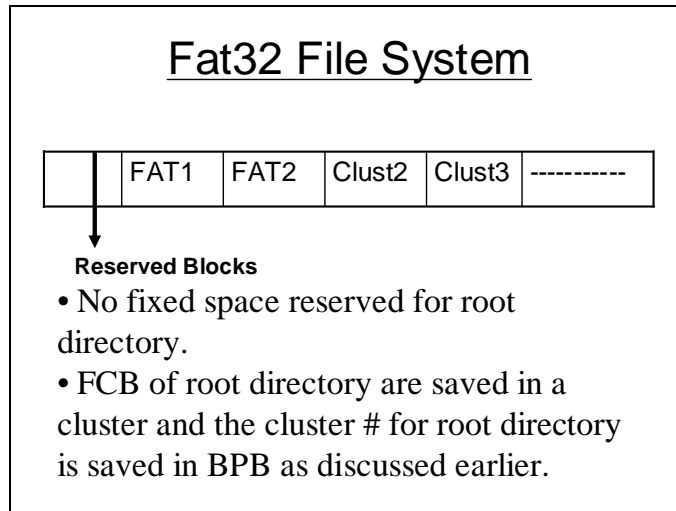 Fat32 File System
FAT1 FAT2 Clust2 Clust3 -----------
Reserved Blocks
• No fixed space reserved for root
directory.
• FCB of root directory are saved in a
cluster and the cluster # for root directory
is saved in BPB as discussed earlier.